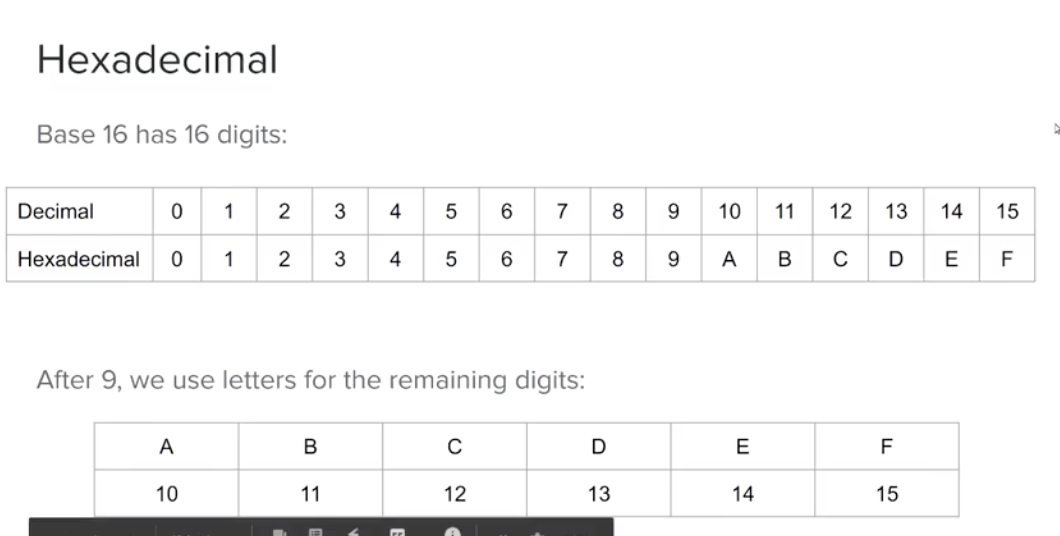 Hexadecimal
Base 16 has 16 digits:
Decimal 0 1 2 3 4 5 6 7 8 9 10 11 12 13 14 15
Hexadecimal 0 1 2 3 4 5 6 7 8 9 A B C D E F
After 9, we use letters for the remaining digits:
A B C D E F
10 11 12 13 14 15